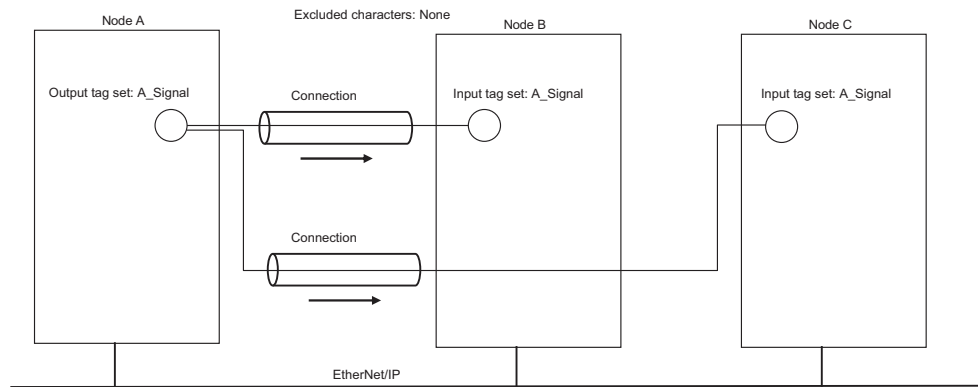 Excluded characters: None
Node A
Node B
Node C
Output tag set: A_Signal
Connection
Input tag set: A_Signal
Input tag set: A_Signal
Connection
EtherNet/IP